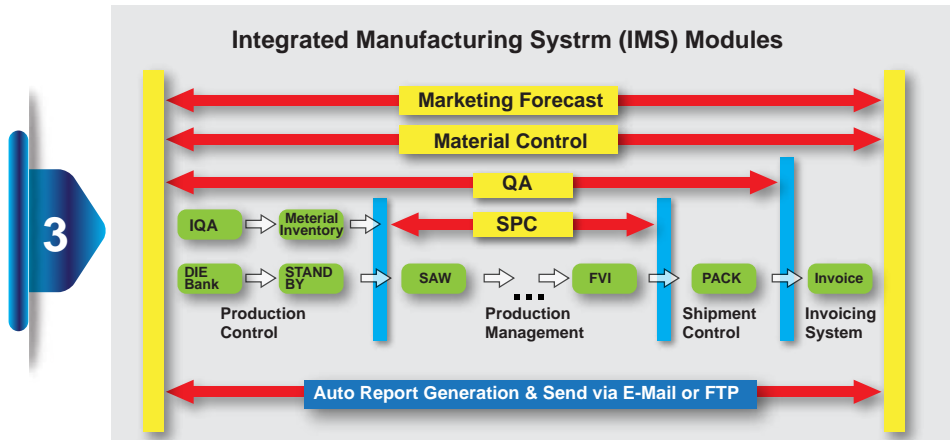 Integrated Manufacturing Systrm (IMS) Modules
Marketing Forecast
Material Control
QA
SPC
IQA
Meterial
Inventory
3
DIE
Bank
STAND
BY
SAW
...
FVI
PACK
Invoice
Production
Control
Production
Management
Shipment
Control
Invoicing
System
Auto Report Generation & Send via E-Mail or FTP